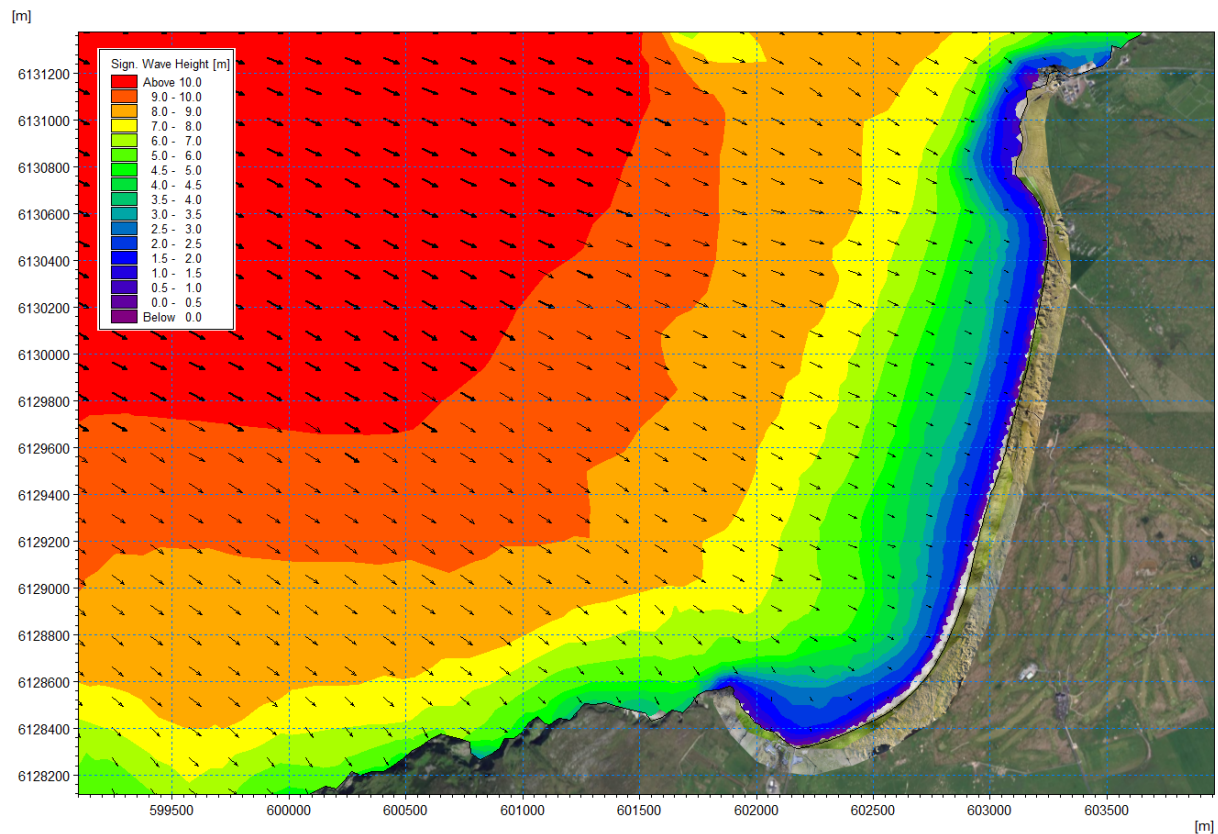 [m]
Sign. Wave Height [m]
Above 10.0
9.0 - 10.0
8.0 - 9.0
7.0 - 8.0
6.0 - 7.0
5.0 - 6.0
4.5 - 5.0
4.0 - 4.5
3.5 - 4.0
3.0 - 3.5
2.5 - 3.0
2.0 - 2.5
1.5 - 2.0
1.0 - 1.5
0.5 - 1.0
0.0 - 0.5
Below 0.0
6131200
6131000
6130800
6130600
6130400
6130200
6130000
6129800
6129600
6129400
6129200
6129000
6128800
6128600
6128400
6128200
599500 600000 600500 601000 601500 602000 602500 603000 603500
[m]